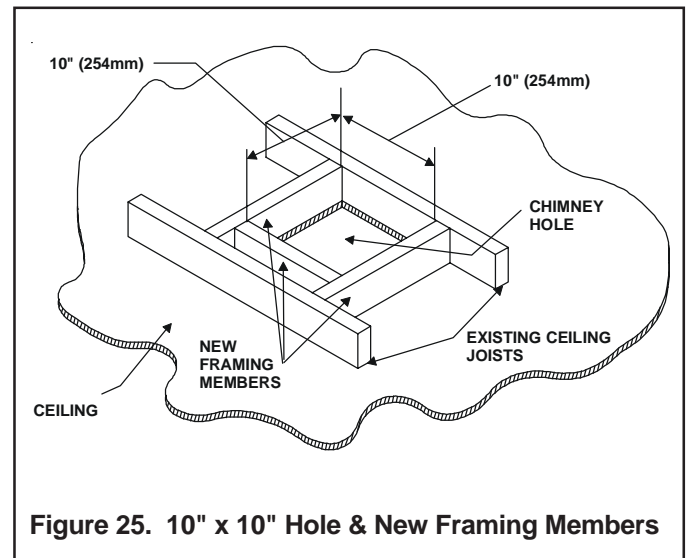 10" (254mm)
10" (254mm)
CHIMNEY
HOLE
NEW
FRAMING
MEMBERS
EXISTING CEILING
JOISTS
CEILING
Figure 25. 10" x 10" Hole & New Framing Members